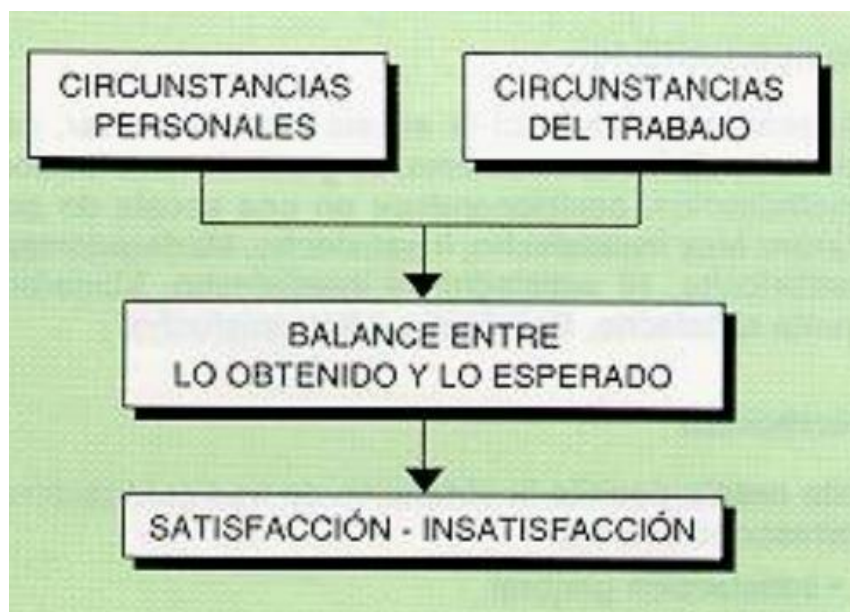 CIRCUNSTANCIAS
PERSONALES
CIRCUNSTANCIAS
DEL TRABAJO
BALANCE ENTRE
LO OBTENIDO Y LO ESPERADO
SATISFACCIÓN - INSATISFACCIÓN